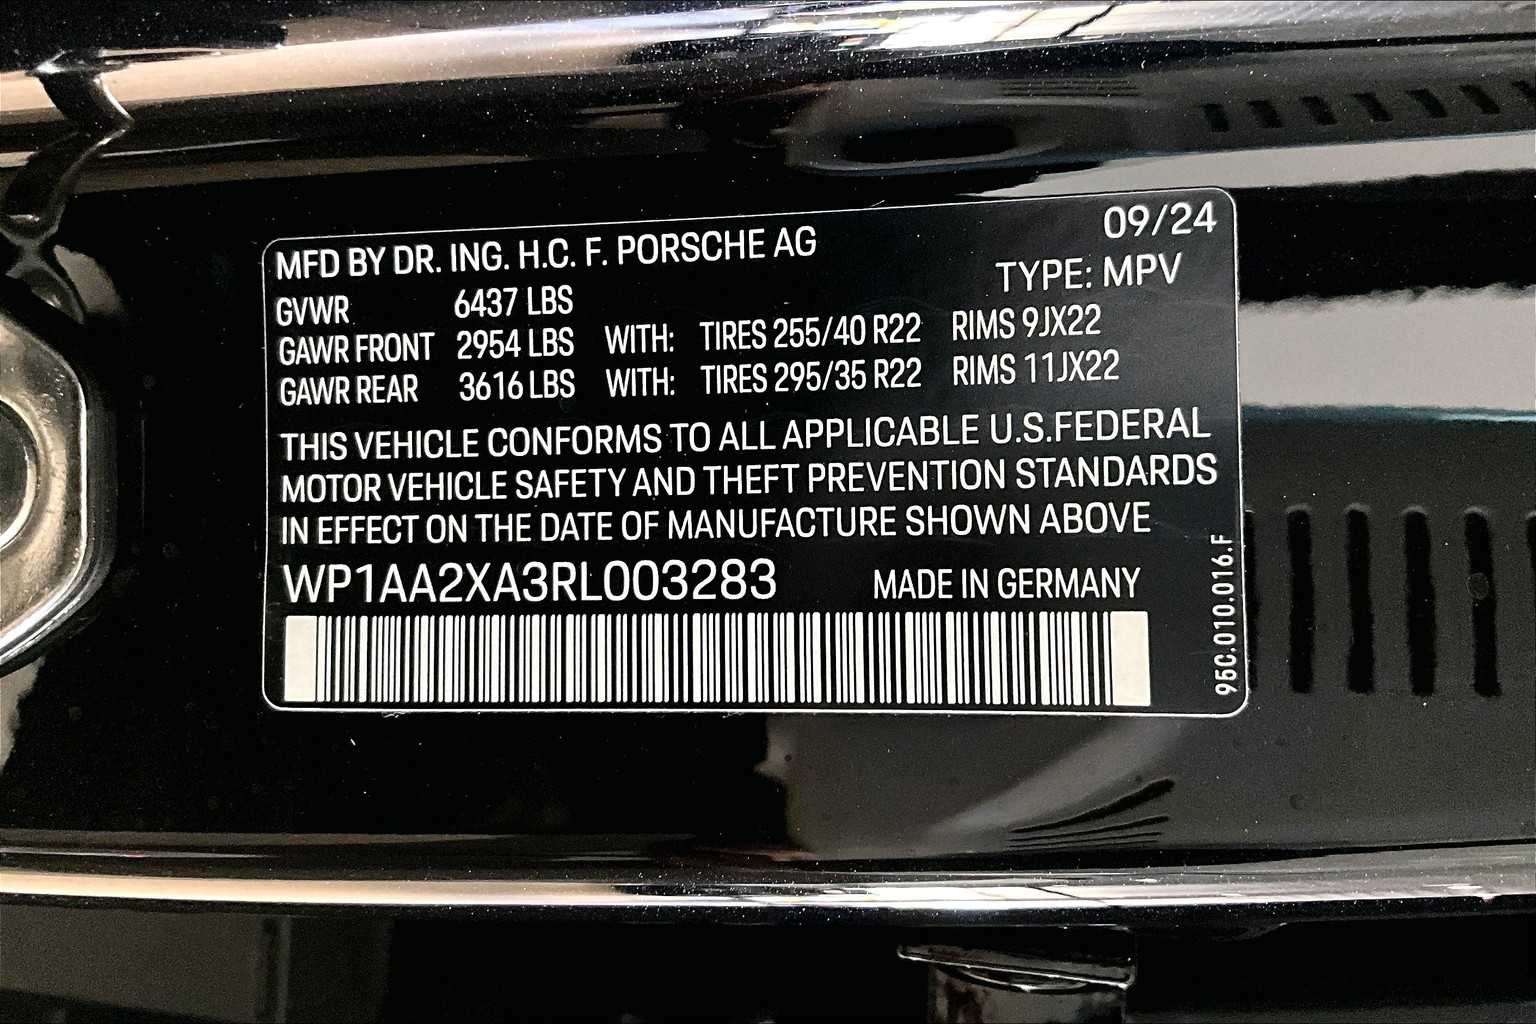 09/24
MFD BY DR. ING. H.C. F. PORSCHE AG
TYPE: MPV
GVWR 6437 LBS
GAWR FRONT 2954 LBS WITH: TIRES 255/40 R22 RIMS 9JX22
GAWR REAR 3616 LBS WITH: TIRES 295/35 R22 RIMS 11JX22
THIS VEHICLE CONFORMS TO ALL APPLICABLE U.S.FEDERAL
MOTOR VEHICLE SAFETY AND THEFT PREVENTION STANDARDS
IN EFFECT ON THE DATE OF MANUFACTURE SHOWN ABOVE
WP1AA2XA3RL003283 MADE IN GERMANY
95C.010.016.F